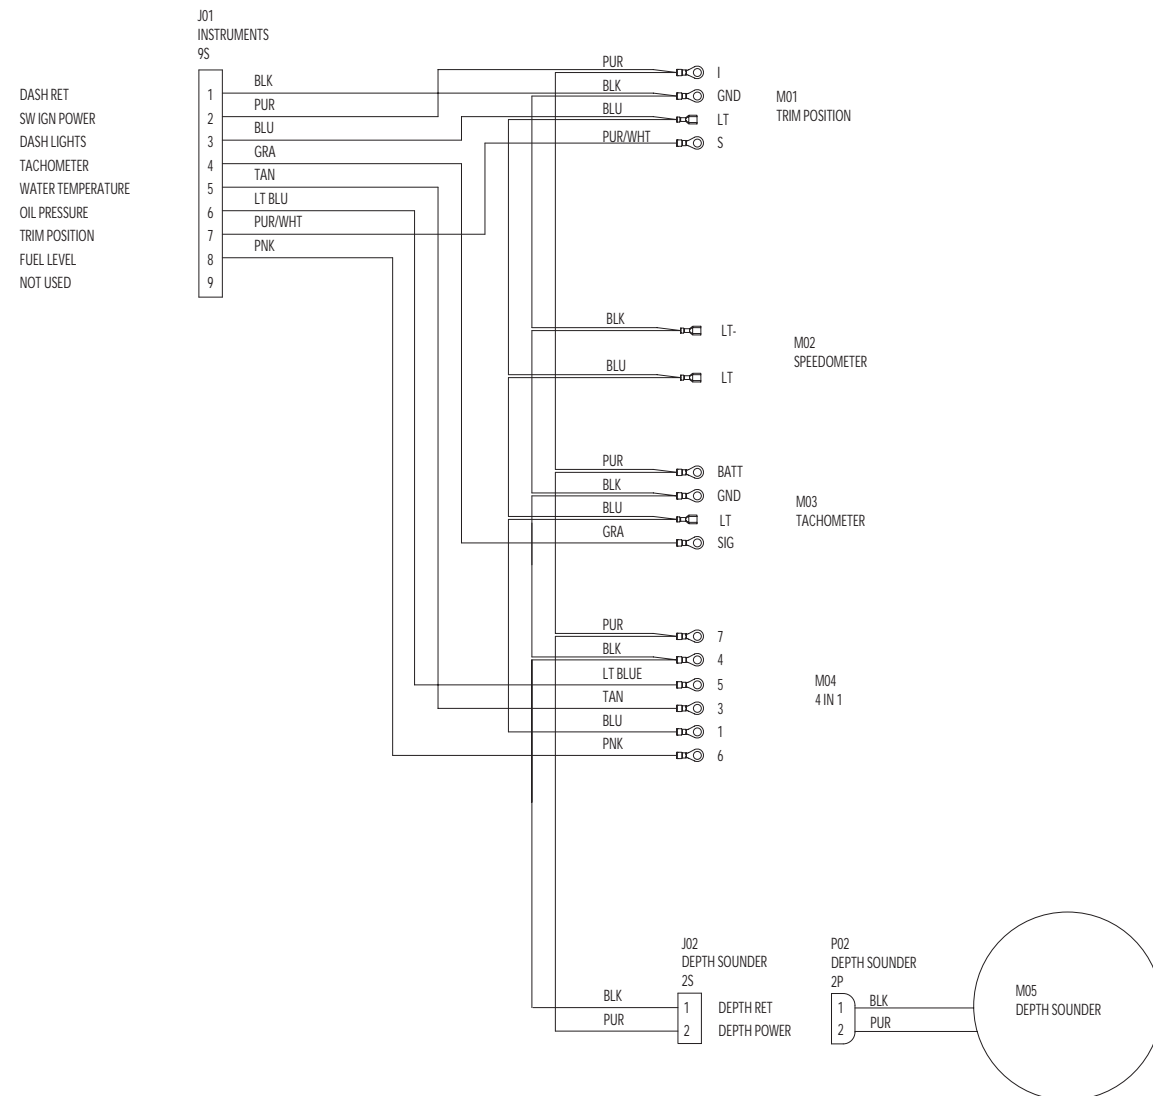 J01
INSTRUMENTS
9S
DASH RET 1 BLK
SW IGN POWER 2 PUR
DASH LIGHTS 3 BLU
TACHOMETER 4 GRA
WATER TEMPERATURE 5 TAN
OIL PRESSURE 6 LT BLU
TRIM POSITION 7 PUR/WHT
FUEL LEVEL 8 PNK
NOT USED 9
PUR I
BLK GND
BLU LT
PUR/WHT S
M01
TRIM POSITION
BLK LT-
BLU LT
M02
SPEEDOMETER
PUR BATT
BLK GND
BLU LT
GRA SIG
M03
TACHOMETER
PUR 7
BLK 4
LT BLUE 5
TAN 3
BLU 1
PNK 6
M04
4 IN 1
J02
DEPTH SOUNDER
2S
BLK 1 DEPTH RET
PUR 2 DEPTH POWER
P02
DEPTH SOUNDER
2P
1 BLK
2 PUR
M05
DEPTH SOUNDER